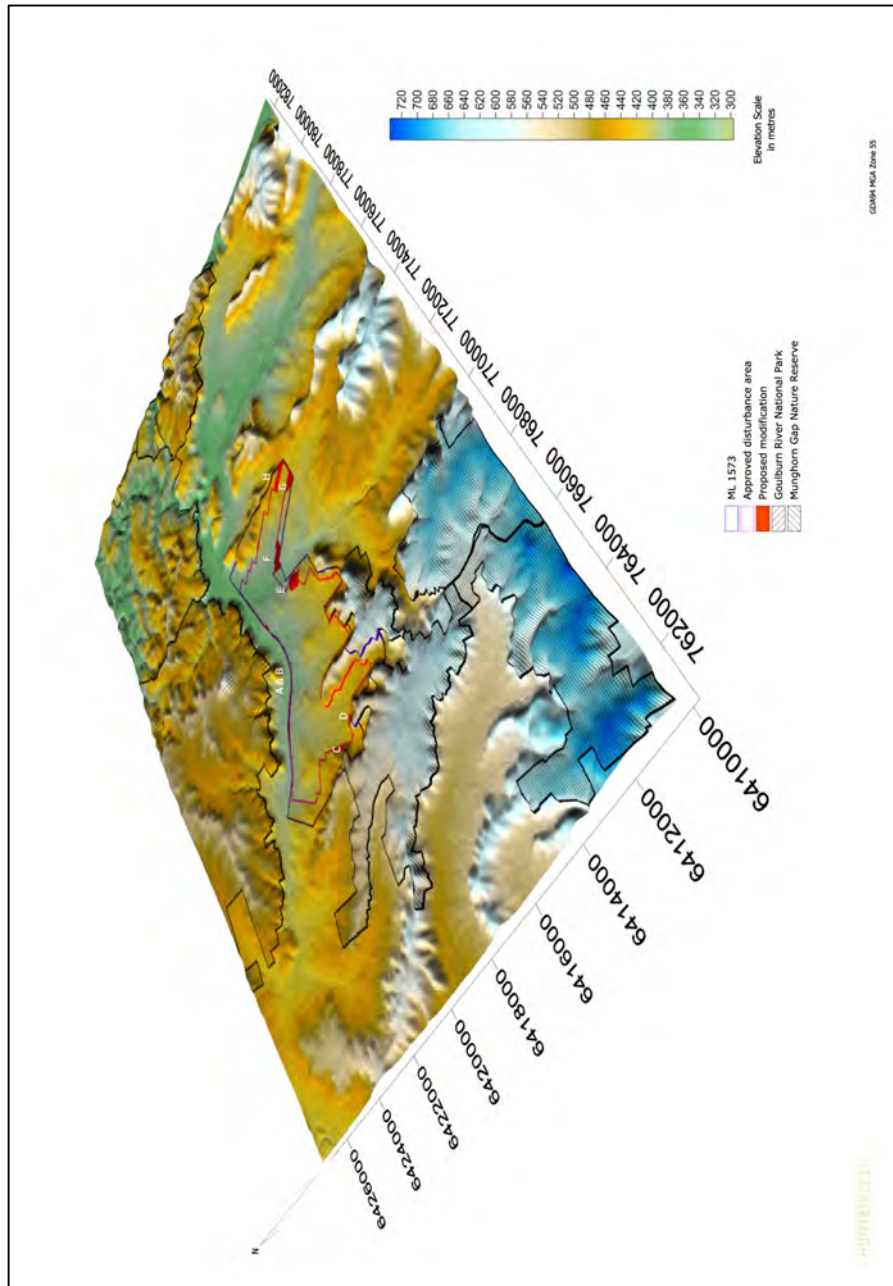 782000
780000
778000
776000
774000
772000
770000
768000
766000
764000
762000
6410000
6412000
6414000
6416000
6418000
6420000
6422000
6424000
6426000
N
A & B
C
D
E
F
G
H
720
700
680
660
640
620
600
580
560
540
520
500
480
460
440
420
400
380
360
340
320
300
Elevation Scale
in metres
ML 1573
Approved disturbance area
Proposed modification
Goulburn River National Park
Munghorn Gap Nature Reserve
GDA94 MGA Zone 55